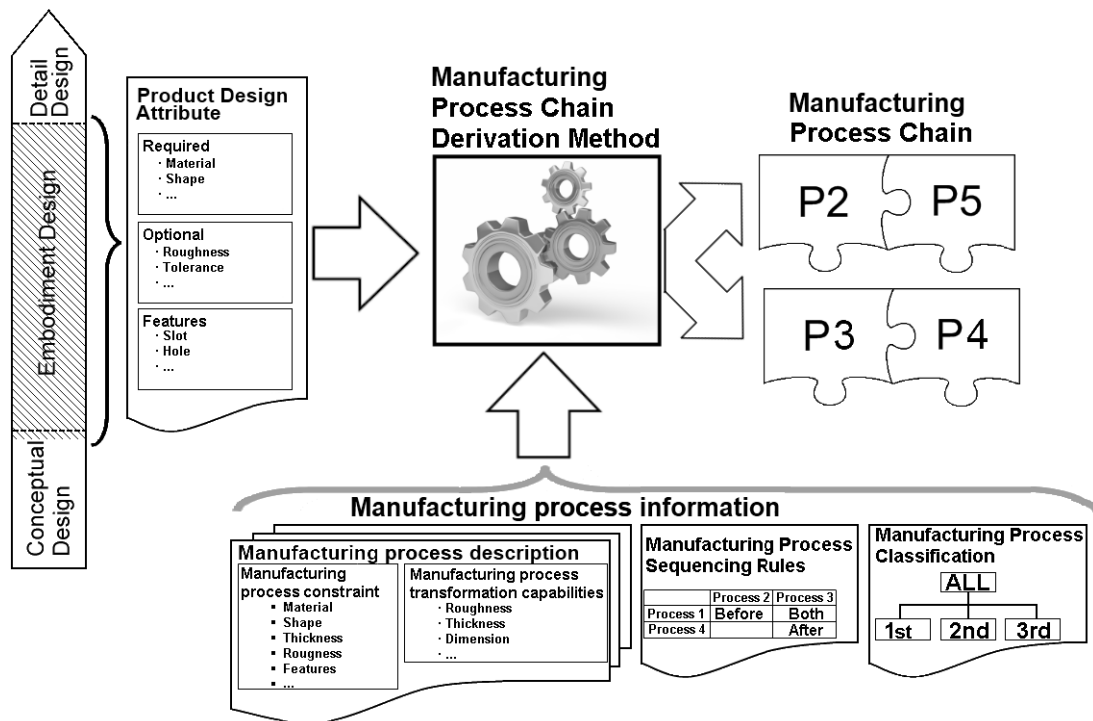 Detail
Design
Embodiment Design
Conceptual
Design
Product Design
Attribute
Required
· Material
· Shape
· ...
Optional
· Roughness
· Tolerance
· ...
Features
· Slot
· Hole
· ...
Manufacturing
Process Chain
Derivation Method
Manufacturing
Process Chain
P2 P5
P3 P4
Manufacturing process information
Manufacturing process description
Manufacturing
process constraint
▪ Material
▪ Shape
▪ Thickness
▪ Rougness
▪ Features
▪ ...
Manufacturing process
transformation capabilities
· Roughness
· Thickness
· Dimension
· ...
Manufacturing Process
Sequencing Rules
Process 2 Process 3
Process 1 Before Both
Process 4 After
Manufacturing Process
Classification
ALL
1st 2nd 3rd